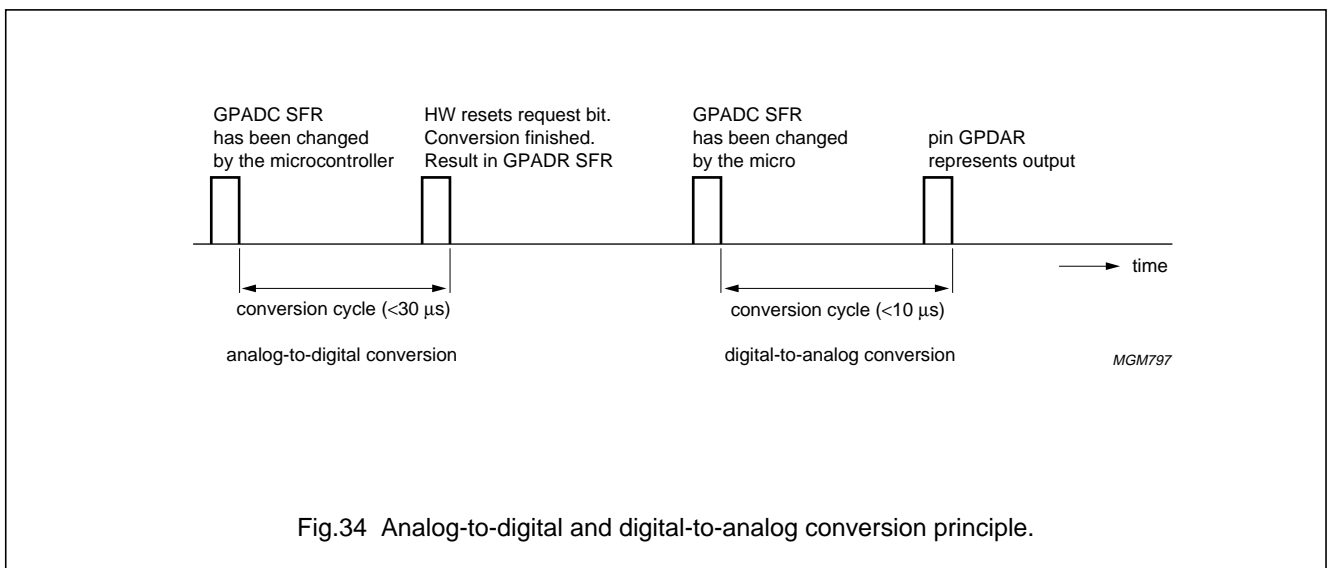 GPADC SFR
has been changed
by the microcontroller
HW resets request bit.
Conversion finished.
Result in GPADR SFR
GPADC SFR
has been changed
by the micro
pin GPDAR
represents output
time
conversion cycle (<30 μs)
conversion cycle (<10 μs)
analog-to-digital conversion
digital-to-analog conversion
MGM797
Fig.34 Analog-to-digital and digital-to-analog conversion principle.